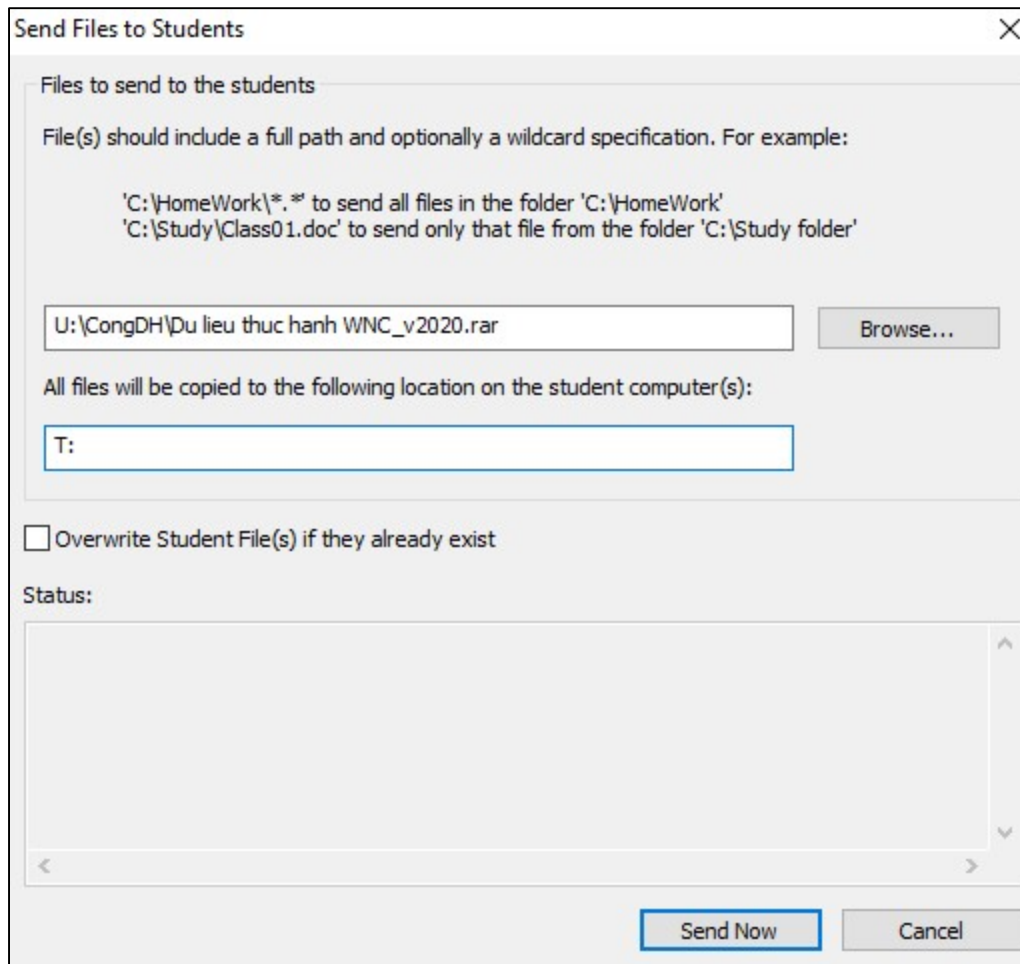 Send Files to Students
Files to send to the students
File(s) should include a full path and optionally a wildcard specification. For example:
'C:\HomeWork\*.*' to send all files in the folder 'C:\HomeWork'
'C:\Study\Class01.doc' to send only that file from the folder 'C:\Study folder'
U:\CongDH\Du lieu thuc hanh WNC_v2020.rar
Browse...
All files will be copied to the following location on the student computer(s):
T:
Overwrite Student File(s) if they already exist
Status:
Send Now
Cancel